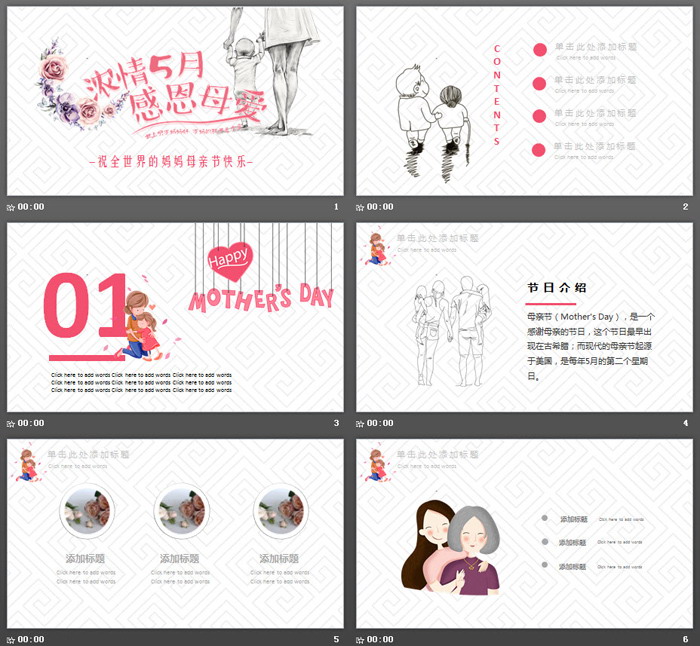 浓情5月
感恩母爱
–祝全世界的妈妈母亲节快乐–
00:00
1
CONTENTS
单击此处添加标题
Click here to add words
单击此处添加标题
Click here to add words
单击此处添加标题
Click here to add words
单击此处添加标题
Click here to add words
00:00
2
01
Happy
MOTHER'S DAY
Click here to add words Click here to add words Click here to add words
Click here to add words Click here to add words Click here to add words
Click here to add words Click here to add words Click here to add words
00:00
3
单击此处添加标题
Click here to add words
节日介绍
母亲节（Mother's Day），是一个
感谢母亲的节日，这个节日最早出
现在古希腊；而现代的母亲节起源
于美国，是每年5月的第二个星期
日。
00:00
4
单击此处添加标题
Click here to add words
添加标题
Click here to add words
Click here to add words
添加标题
Click here to add words
Click here to add words
添加标题
Click here to add words
Click here to add words
00:00
5
单击此处添加标题
Click here to add words
添加标题 Click here to add words
添加标题 Click here to add words
添加标题 Click here to add words
00:00
6